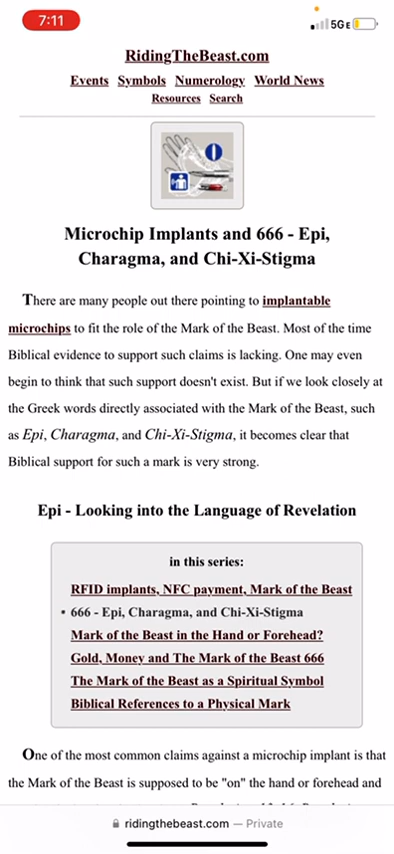 7:11
5GE
RidingTheBeast.com
Events Symbols Numerology World News
Resources Search
Microchip Implants and 666 - Epi,
Charagma, and Chi-Xi-Stigma
There are many people out there pointing to implantable
microchips to fit the role of the Mark of the Beast. Most of the time
Biblical evidence to support such claims is lacking. One may even
begin to think that such support doesn't exist. But if we look closely at
the Greek words directly associated with the Mark of the Beast, such
as Epi, Charagma, and Chi-Xi-Stigma, it becomes clear that
Biblical support for such a mark is very strong.
Epi - Looking into the Language of Revelation
in this series:
RFID implants, NFC payment, Mark of the Beast
• 666 - Epi, Charagma, and Chi-Xi-Stigma
Mark of the Beast in the Hand or Forehead?
Gold, Money and The Mark of the Beast 666
The Mark of the Beast as a Spiritual Symbol
Biblical References to a Physical Mark
One of the most common claims against a microchip implant is that
the Mark of the Beast is supposed to be "on" the hand or forehead and
ridingthebeast.com — Private